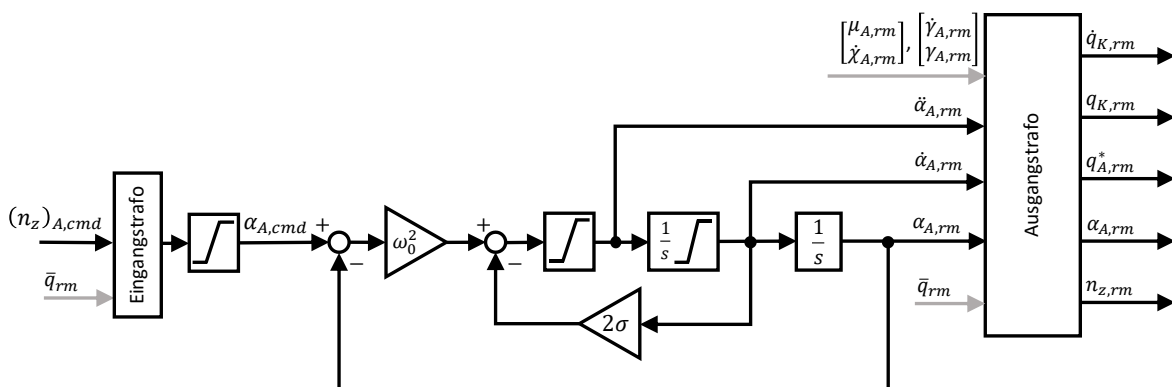 [μ_{A,rm} χ̇_{A,rm}], [γ̇_{A,rm} γ_{A,rm}]
q̇_{K,rm}
α̈_{A,rm}
q_{K,rm}
α̇_{A,rm}
q*_{A,rm}
(n_z)_{A,cmd}
Eingangstrafo
α_{A,cmd}
+
−
ω_0^2
+
−
1/s
1/s
α_{A,rm}
Ausgangstrafo
α_{A,rm}
q̄_{rm}
2σ
q̄_{rm}
n_{z,rm}